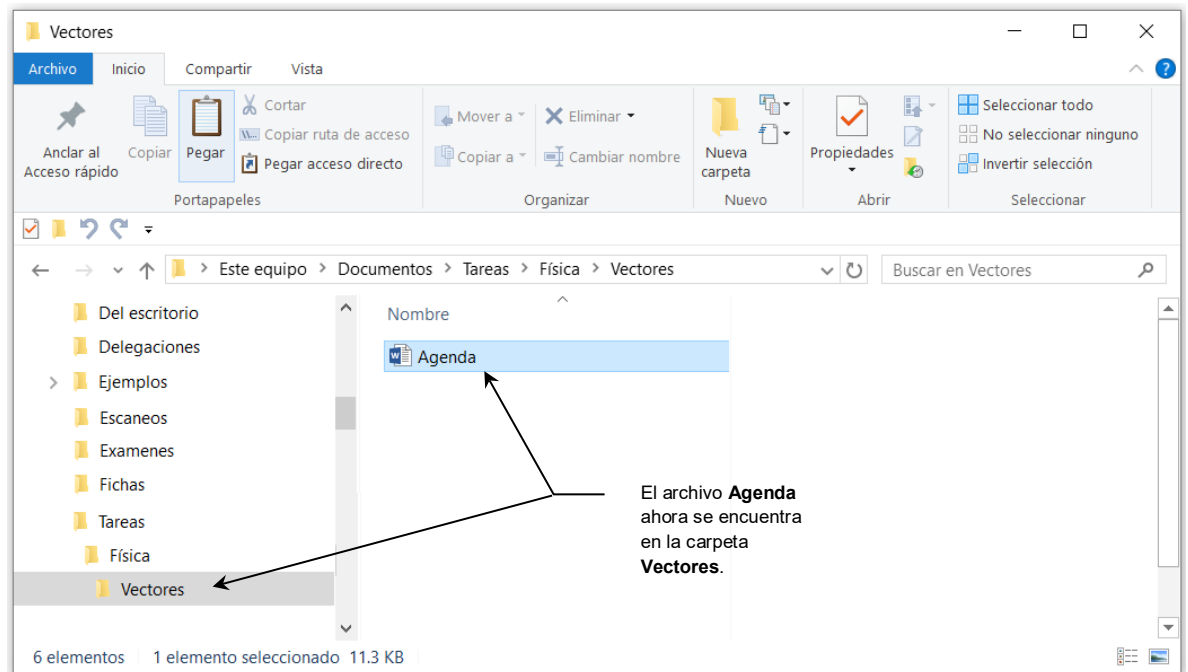 Vectores
Archivo Inicio Compartir Vista
Anclar al
Acceso rápido
Copiar
Pegar
Cortar
Copiar ruta de acceso
Pegar acceso directo
Portapapeles
Mover a
Copiar a
Eliminar
Cambiar nombre
Organizar
Nueva
carpeta
Nuevo
Propiedades
Abrir
Seleccionar todo
No seleccionar ninguno
Invertir selección
Seleccionar
> Este equipo > Documentos > Tareas > Física > Vectores
Buscar en Vectores
Del escritorio
Delegaciones
Ejemplos
Escaneos
Examenes
Fichas
Tareas
Física
Vectores
Nombre
Agenda
El archivo Agenda
ahora se encuentra
en la carpeta
Vectores.
6 elementos 1 elemento seleccionado 11.3 KB